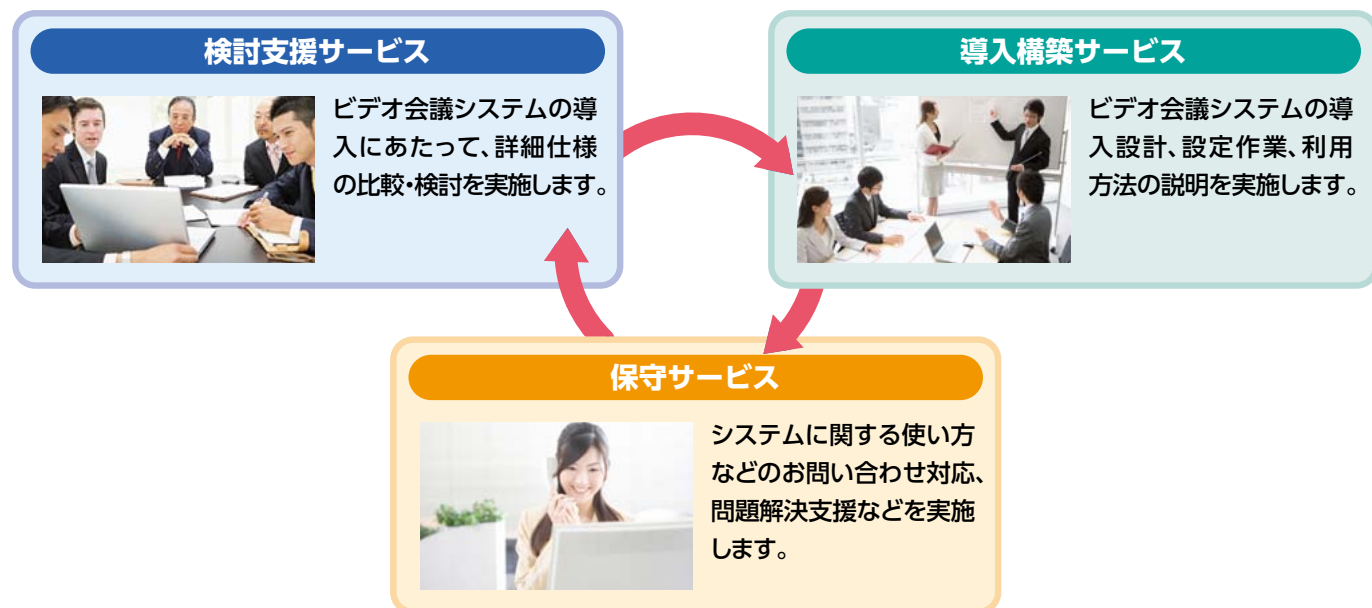 検討支援サービス
ビデオ会議システムの導
入にあたって、詳細仕様
の比較・検討を実施します。
導入構築サービス
ビデオ会議システムの導
入設計、設定作業、利用
方法の説明を実施します。
保守サービス
システムに関する使い方
などのお問い合わせ対応、
問題解決支援などを実施
します。